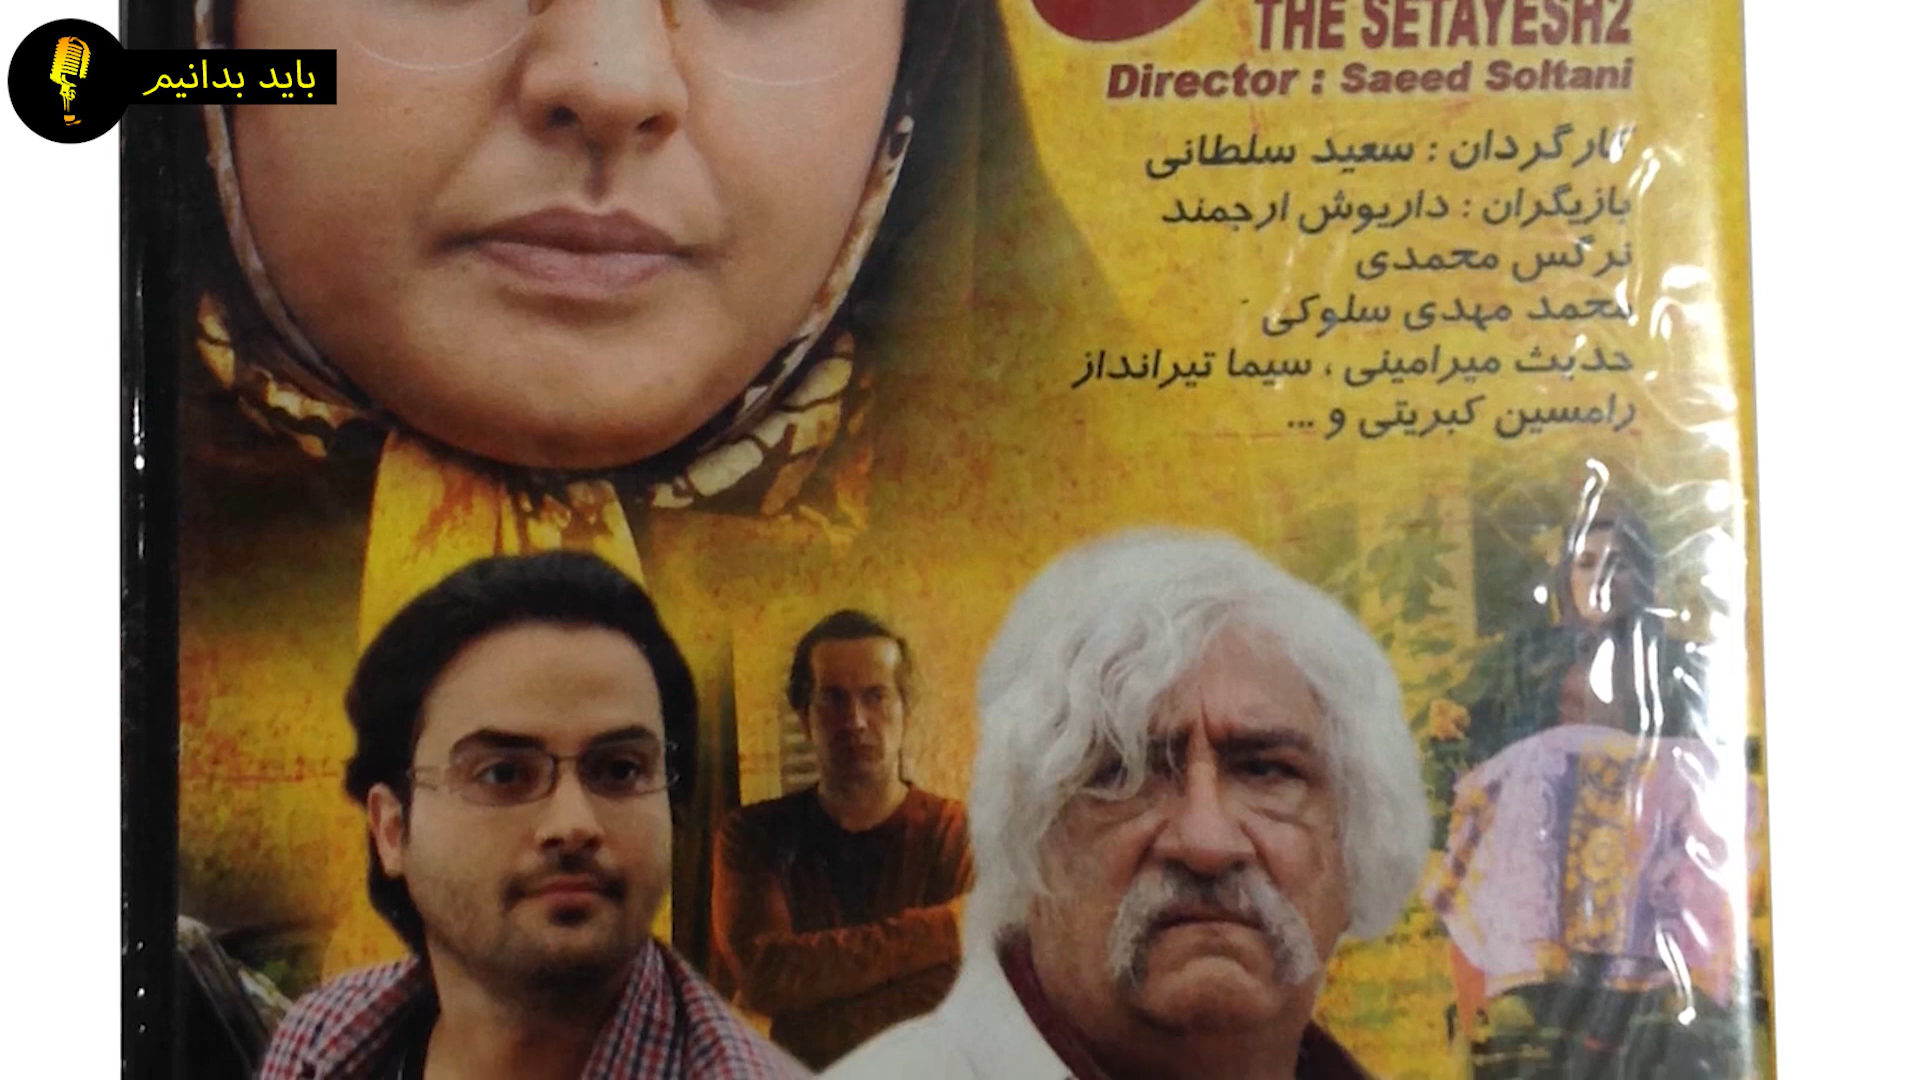 باید بدانیم
THE SETAYESH2
Director : Saeed Soltani
کارگردان : سعید سلطانی
بازیگران : داریوش ارجمند
نرگس محمدی
محمد مهدی سلوکی
حدیث میرامینی ، سیما تیرانداز
رامسین کبریتی و ...